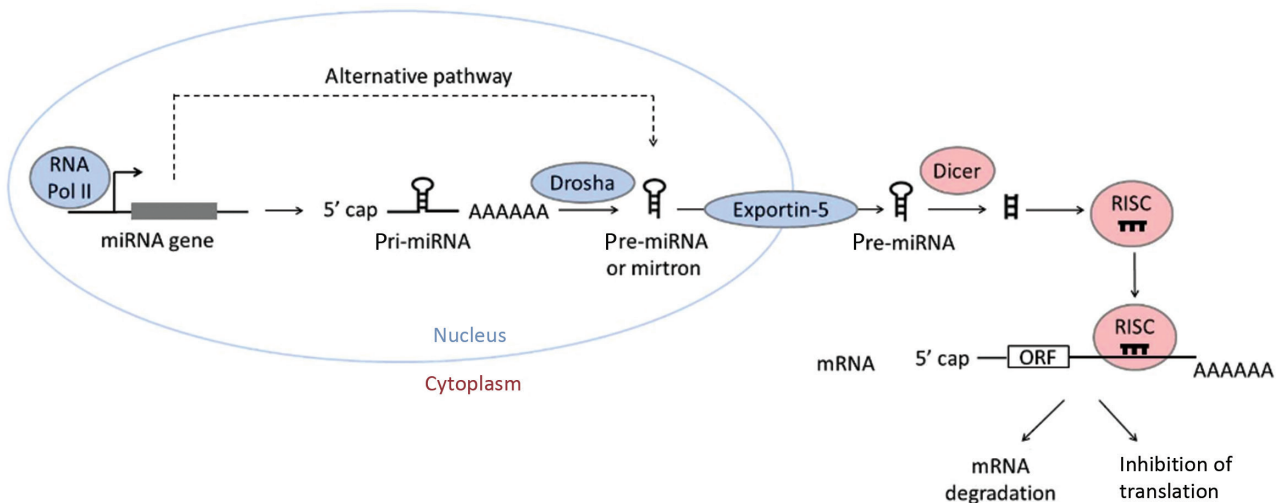 Alternative pathway
RNA
Pol II
miRNA gene
5’ cap
AAAAAA
Pri-miRNA
Drosha
Pre-miRNA
or mirtron
Exportin-5
Pre-miRNA
Dicer
RISC
Nucleus
Cytoplasm
RISC
mRNA
5’ cap
ORF
AAAAAA
mRNA
degradation
Inhibition of
translation